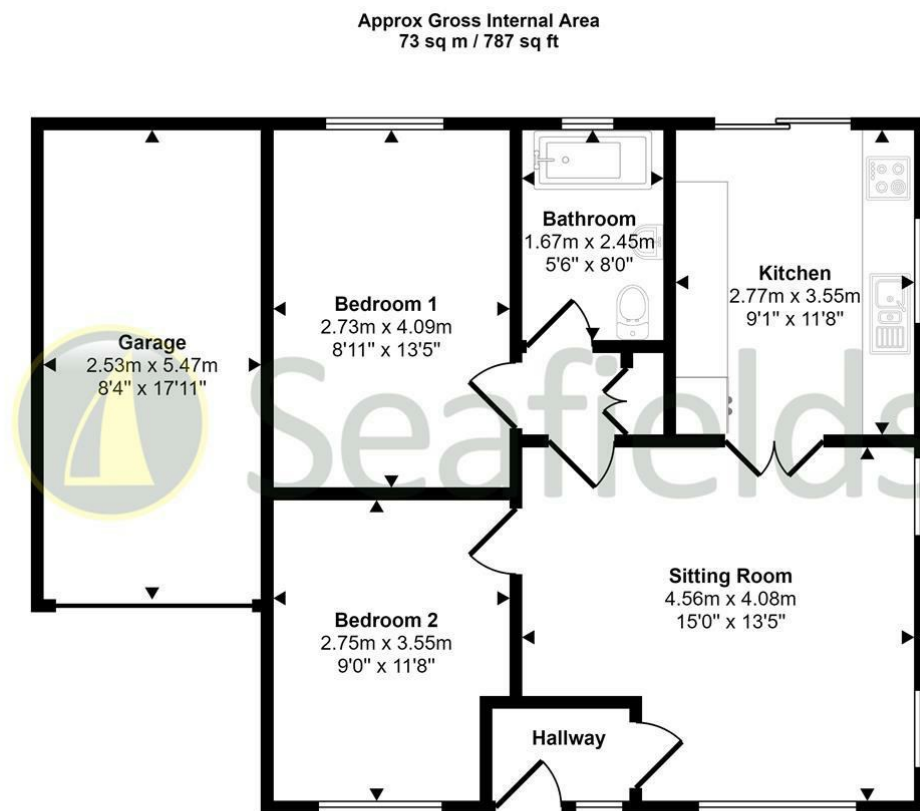 Approx Gross Internal Area
73 sq m / 787 sq ft
Bathroom
1.67m x 2.45m
5'6" x 8'0"
Kitchen
2.77m x 3.55m
9'1" x 11'8"
Bedroom 1
2.73m x 4.09m
8'11" x 13'5"
Garage
2.53m x 5.47m
8'4" x 17'11"
Seafields
Sitting Room
4.56m x 4.08m
15'0" x 13'5"
Bedroom 2
2.75m x 3.55m
9'0" x 11'8"
Hallway